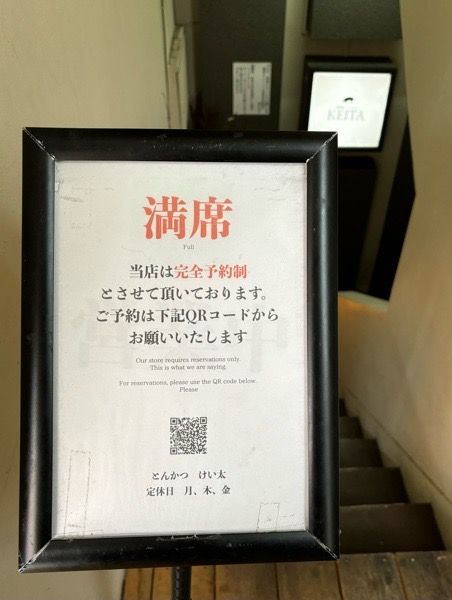 KEITA
満席
Full
当店は完全予約制
とさせて頂いております。
ご予約は下記QRコードから
お願いいたします
Our store requires reservations only.
This is what we are saying.
For reservations, please use the QR code below.
Please
とんかつ けい太
定休日 月、木、金